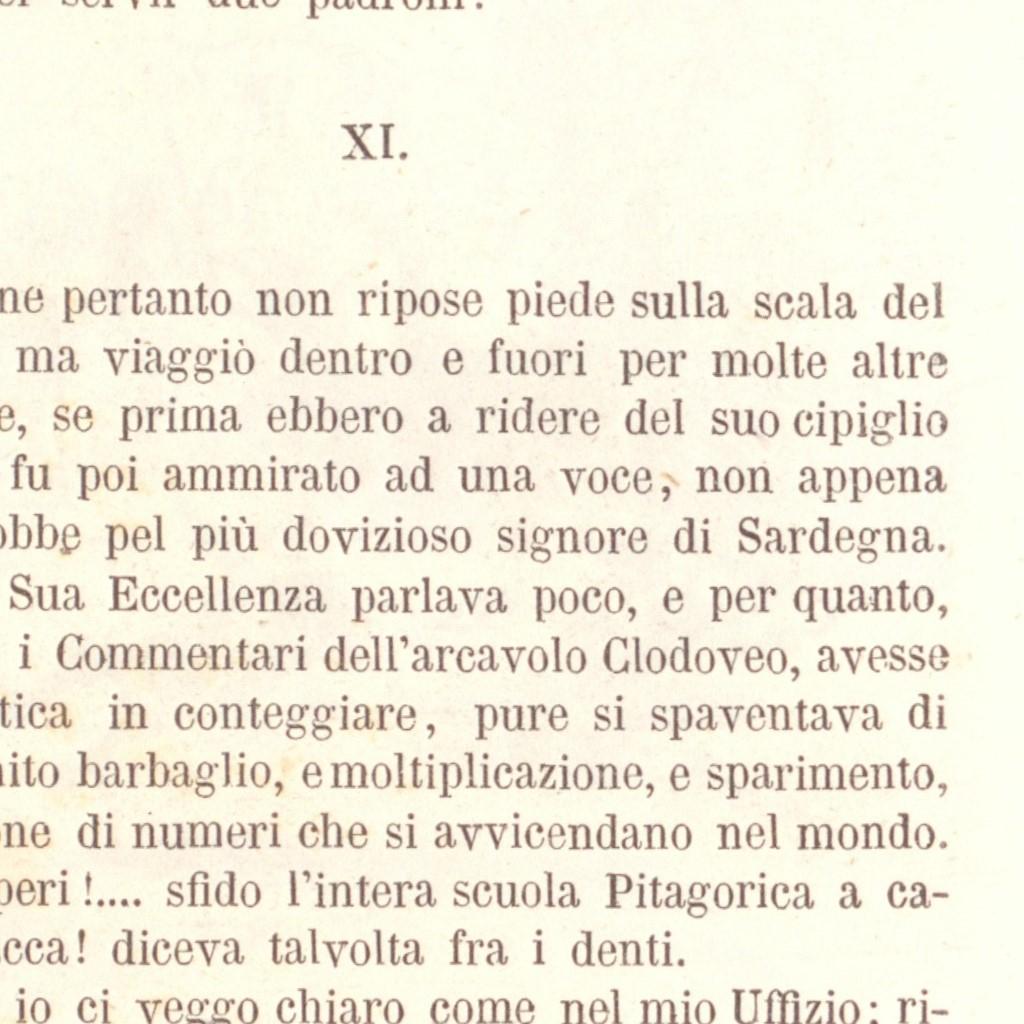 servir due padroni.
XI.
ne pertanto non ripose piede sulla scala del
ma viaggiò dentro e fuori per molte altre
e, se prima ebbero a ridere del suo cipiglio
fu poi ammirato ad una voce, non appena
obbe pel più dovizioso signore di Sardegna.
Sua Eccellenza parlava poco, e per quanto,
i Commentari dell'arcavolo Clodoveo, avesse
tica in conteggiare, pure si spaventava di
ito barbaglio, e moltiplicazione, e sparimento,
ne di numeri che si avvicendano nel mondo.
peri!.... sfido l'intera scuola Pitagorica a ca-
cca! diceva talvolta fra i denti.
io ci veggo chiaro come nel mio Uffizio: ri-